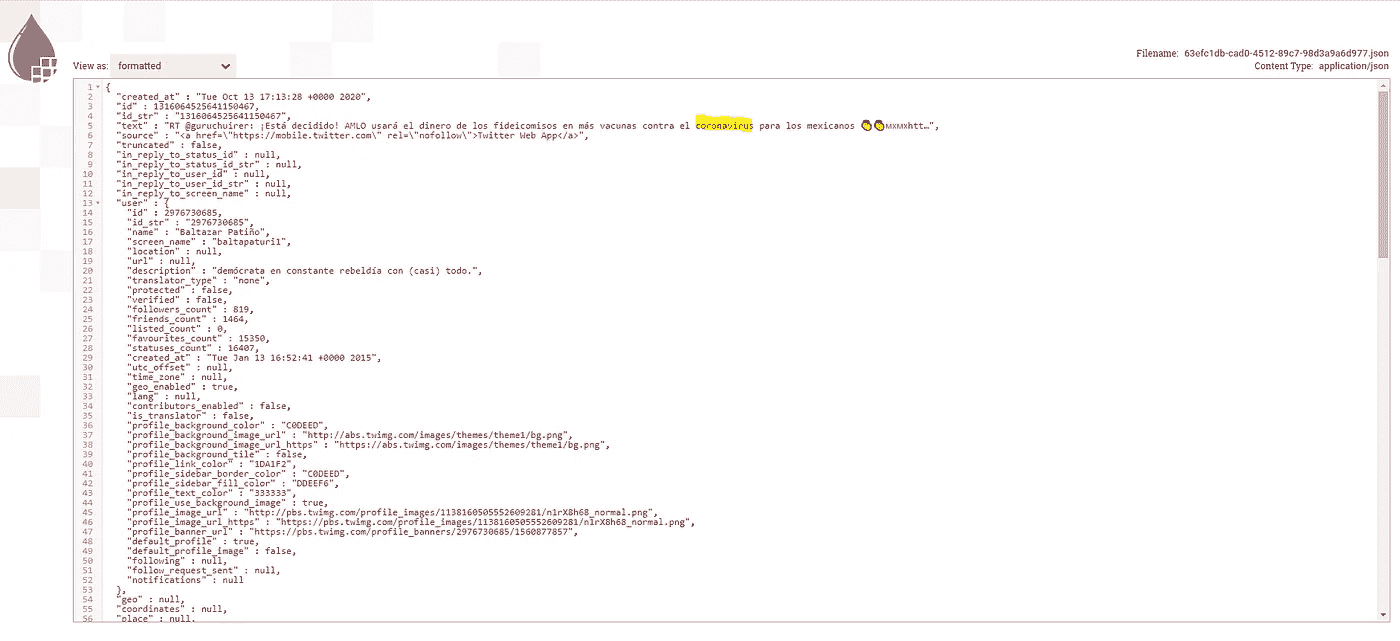 Filename: 63efc1db-cad0-4512-89c7-98d3a9a6d977.json
View as: formatted
Content Type: application/json
1 {
2 "created_at" : "Tue Oct 13 17:13:28 +0000 2020",
3 "id" : 1316064525641150467,
4 "id_str" : "1316064525641150467",
5 "text" : "RT @guruchuirer: ¡Está decidido! AMLO usará el dinero de los fideicomisos en más vacunas contra el coronavirus para los mexicanos 👏👏🇲🇽🇲🇽htt…",
6 "source" : "<a href=\"https://mobile.twitter.com\" rel=\"nofollow\">Twitter Web App</a>",
7 "truncated" : false,
8 "in_reply_to_status_id" : null,
9 "in_reply_to_status_id_str" : null,
10 "in_reply_to_user_id" : null,
11 "in_reply_to_user_id_str" : null,
12 "in_reply_to_screen_name" : null,
13 "user" : {
14 "id" : 2976730685,
15 "id_str" : "2976730685",
16 "name" : "Baltazar Patiño",
17 "screen_name" : "baltapaturi1",
18 "location" : null,
19 "url" : null,
20 "description" : "demócrata en constante rebeldía con (casi) todo.",
21 "translator_type" : "none",
22 "protected" : false,
23 "verified" : false,
24 "followers_count" : 819,
25 "friends_count" : 1464,
26 "listed_count" : 0,
27 "favourites_count" : 15350,
28 "statuses_count" : 16407,
29 "created_at" : "Tue Jan 13 16:52:41 +0000 2015",
30 "utc_offset" : null,
31 "time_zone" : null,
32 "geo_enabled" : true,
33 "lang" : null,
34 "contributors_enabled" : false,
35 "is_translator" : false,
36 "profile_background_color" : "C0DEED",
37 "profile_background_image_url" : "http://abs.twimg.com/images/themes/theme1/bg.png",
38 "profile_background_image_url_https" : "https://abs.twimg.com/images/themes/theme1/bg.png",
39 "profile_background_tile" : false,
40 "profile_link_color" : "1DA1F2",
41 "profile_sidebar_border_color" : "C0DEED",
42 "profile_sidebar_fill_color" : "DDEEF6",
43 "profile_text_color" : "333333",
44 "profile_use_background_image" : true,
45 "profile_image_url" : "http://pbs.twimg.com/profile_images/1138160505552609281/n1rX8h68_normal.png",
46 "profile_image_url_https" : "https://pbs.twimg.com/profile_images/1138160505552609281/n1rX8h68_normal.png",
47 "profile_banner_url" : "https://pbs.twimg.com/profile_banners/2976730685/1560877857",
48 "default_profile" : true,
49 "default_profile_image" : false,
50 "following" : null,
51 "follow_request_sent" : null,
52 "notifications" : null
53 },
54 "geo" : null,
55 "coordinates" : null,
56 "place" : null,